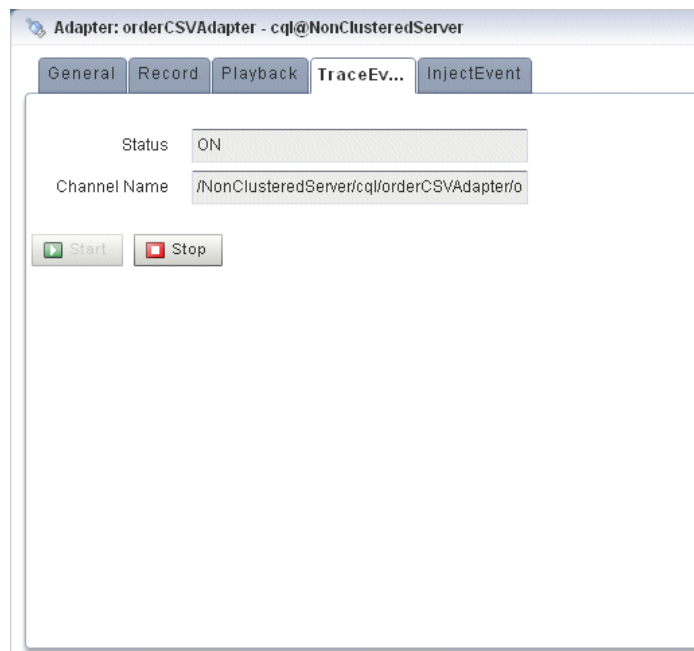 Adapter: orderCSVAdapter - cql@NonClusteredServer
General Record Playback TraceEv... InjectEvent
Status ON
Channel Name /NonClusteredServer/cql/orderCSVAdapter/o
Start Stop